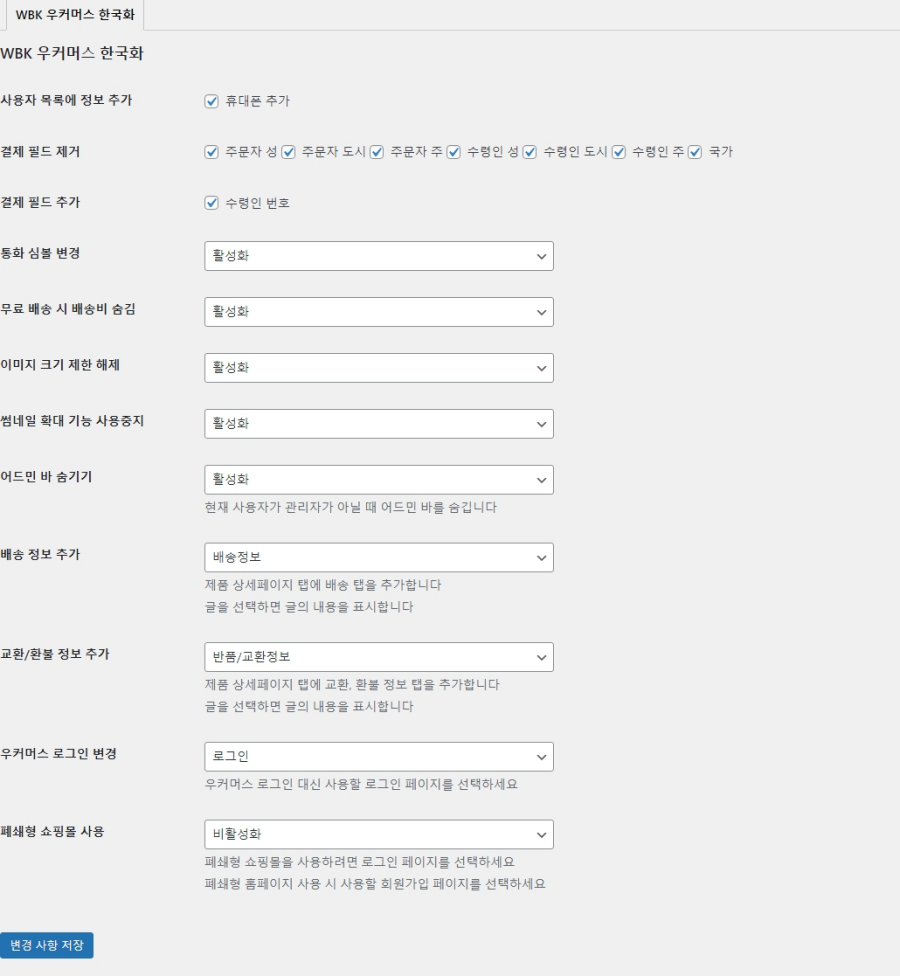 WBK 우커머스 한국화
WBK 우커머스 한국화
사용자 목록에 정보 추가 휴대폰 추가
결제 필드 제거 주문자 성 주문자 도시 주문자 주 수령인 성 수령인 도시 수령인 주 국가
결제 필드 추가 수령인 번호
통화 심볼 변경 활성화
무료 배송 시 배송비 숨김 활성화
이미지 크기 제한 해제 활성화
썸네일 확대 기능 사용중지 활성화
어드민 바 숨기기 활성화
현재 사용자가 관리자가 아닐 때 어드민 바를 숨깁니다
배송 정보 추가 배송정보
제품 상세페이지 탭에 배송 탭을 추가합니다
글을 선택하면 글의 내용을 표시합니다
교환/환불 정보 추가 반품/교환정보
제품 상세페이지 탭에 교환, 환불 정보 탭을 추가합니다
글을 선택하면 글의 내용을 표시합니다
우커머스 로그인 변경 로그인
우커머스 로그인 대신 사용할 로그인 페이지를 선택하세요
폐쇄형 쇼핑몰 사용 비활성화
폐쇄형 쇼핑몰을 사용하려면 로그인 페이지를 선택하세요
폐쇄형 홈페이지 사용 시 사용할 회원가입 페이지를 선택하세요
변경 사항 저장